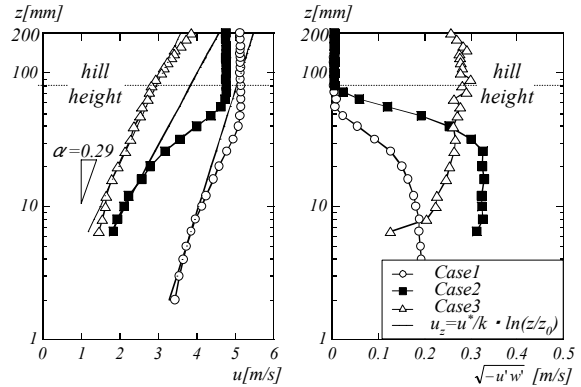 z[mm]
200
100
10
1
hill
height
α=0.29
0 1 2 3 4 5 6
u[m/s]
z[mm]
200
100
10
1
hill
height
Case1
Case2
Case3
u_z=u*/k・ln(z/z_0)
0 0.1 0.2 0.3 0.4 0.5
√-u'w' [m/s]